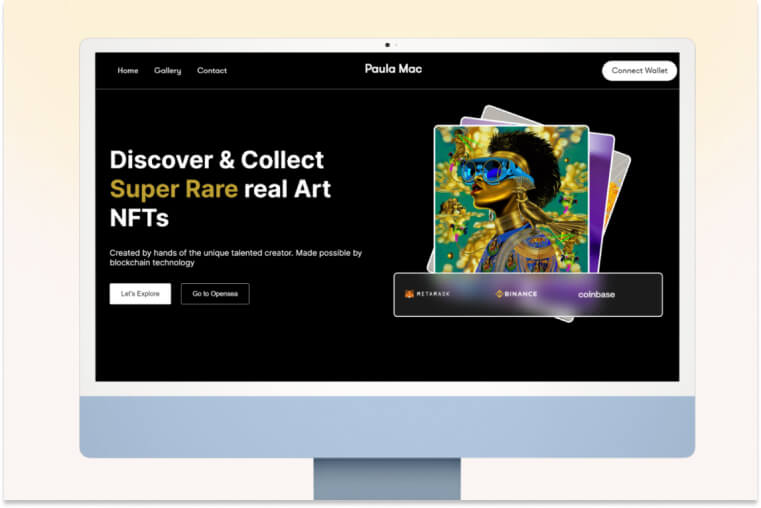 Home Gallery Contact Paula Mac Connect Wallet
Discover & Collect
Super Rare real Art
NFTs
Created by hands of the unique talented creator. Made possible by
blockchain technology
Let's Explore Go to Opensea
METAMASK BINANCE coinbase